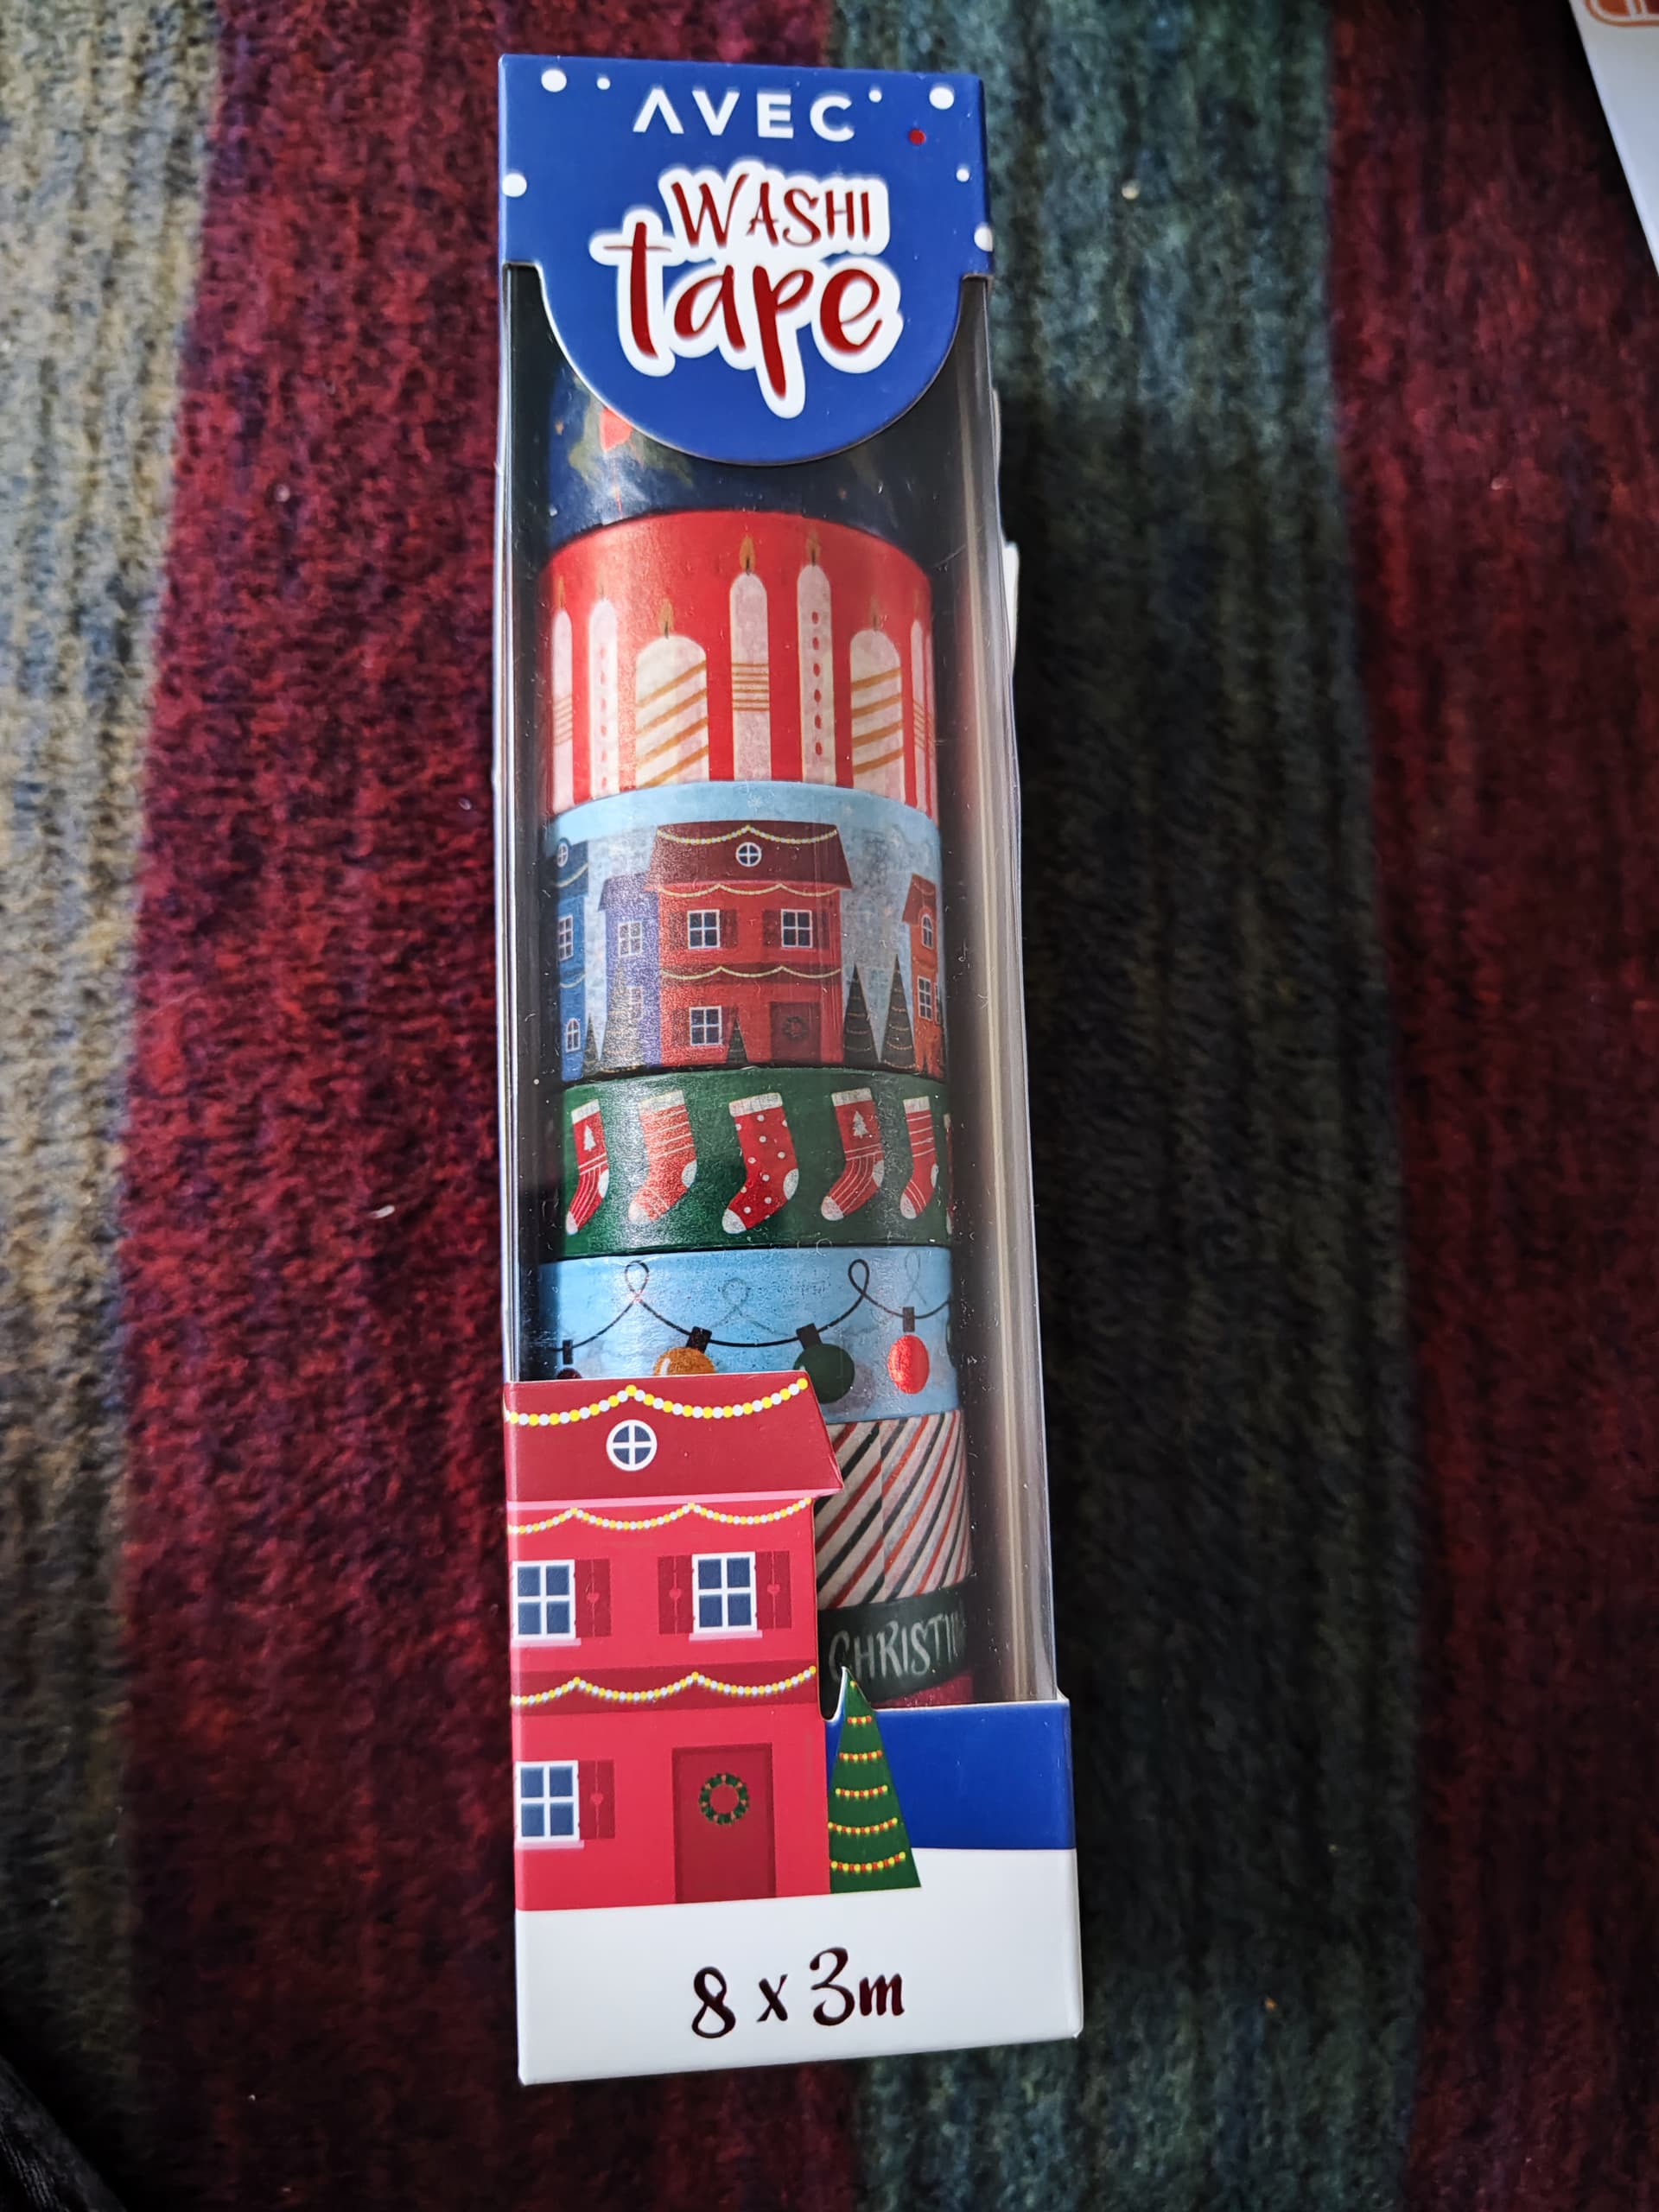 AVEC
WASHI
tape
8 x 3m